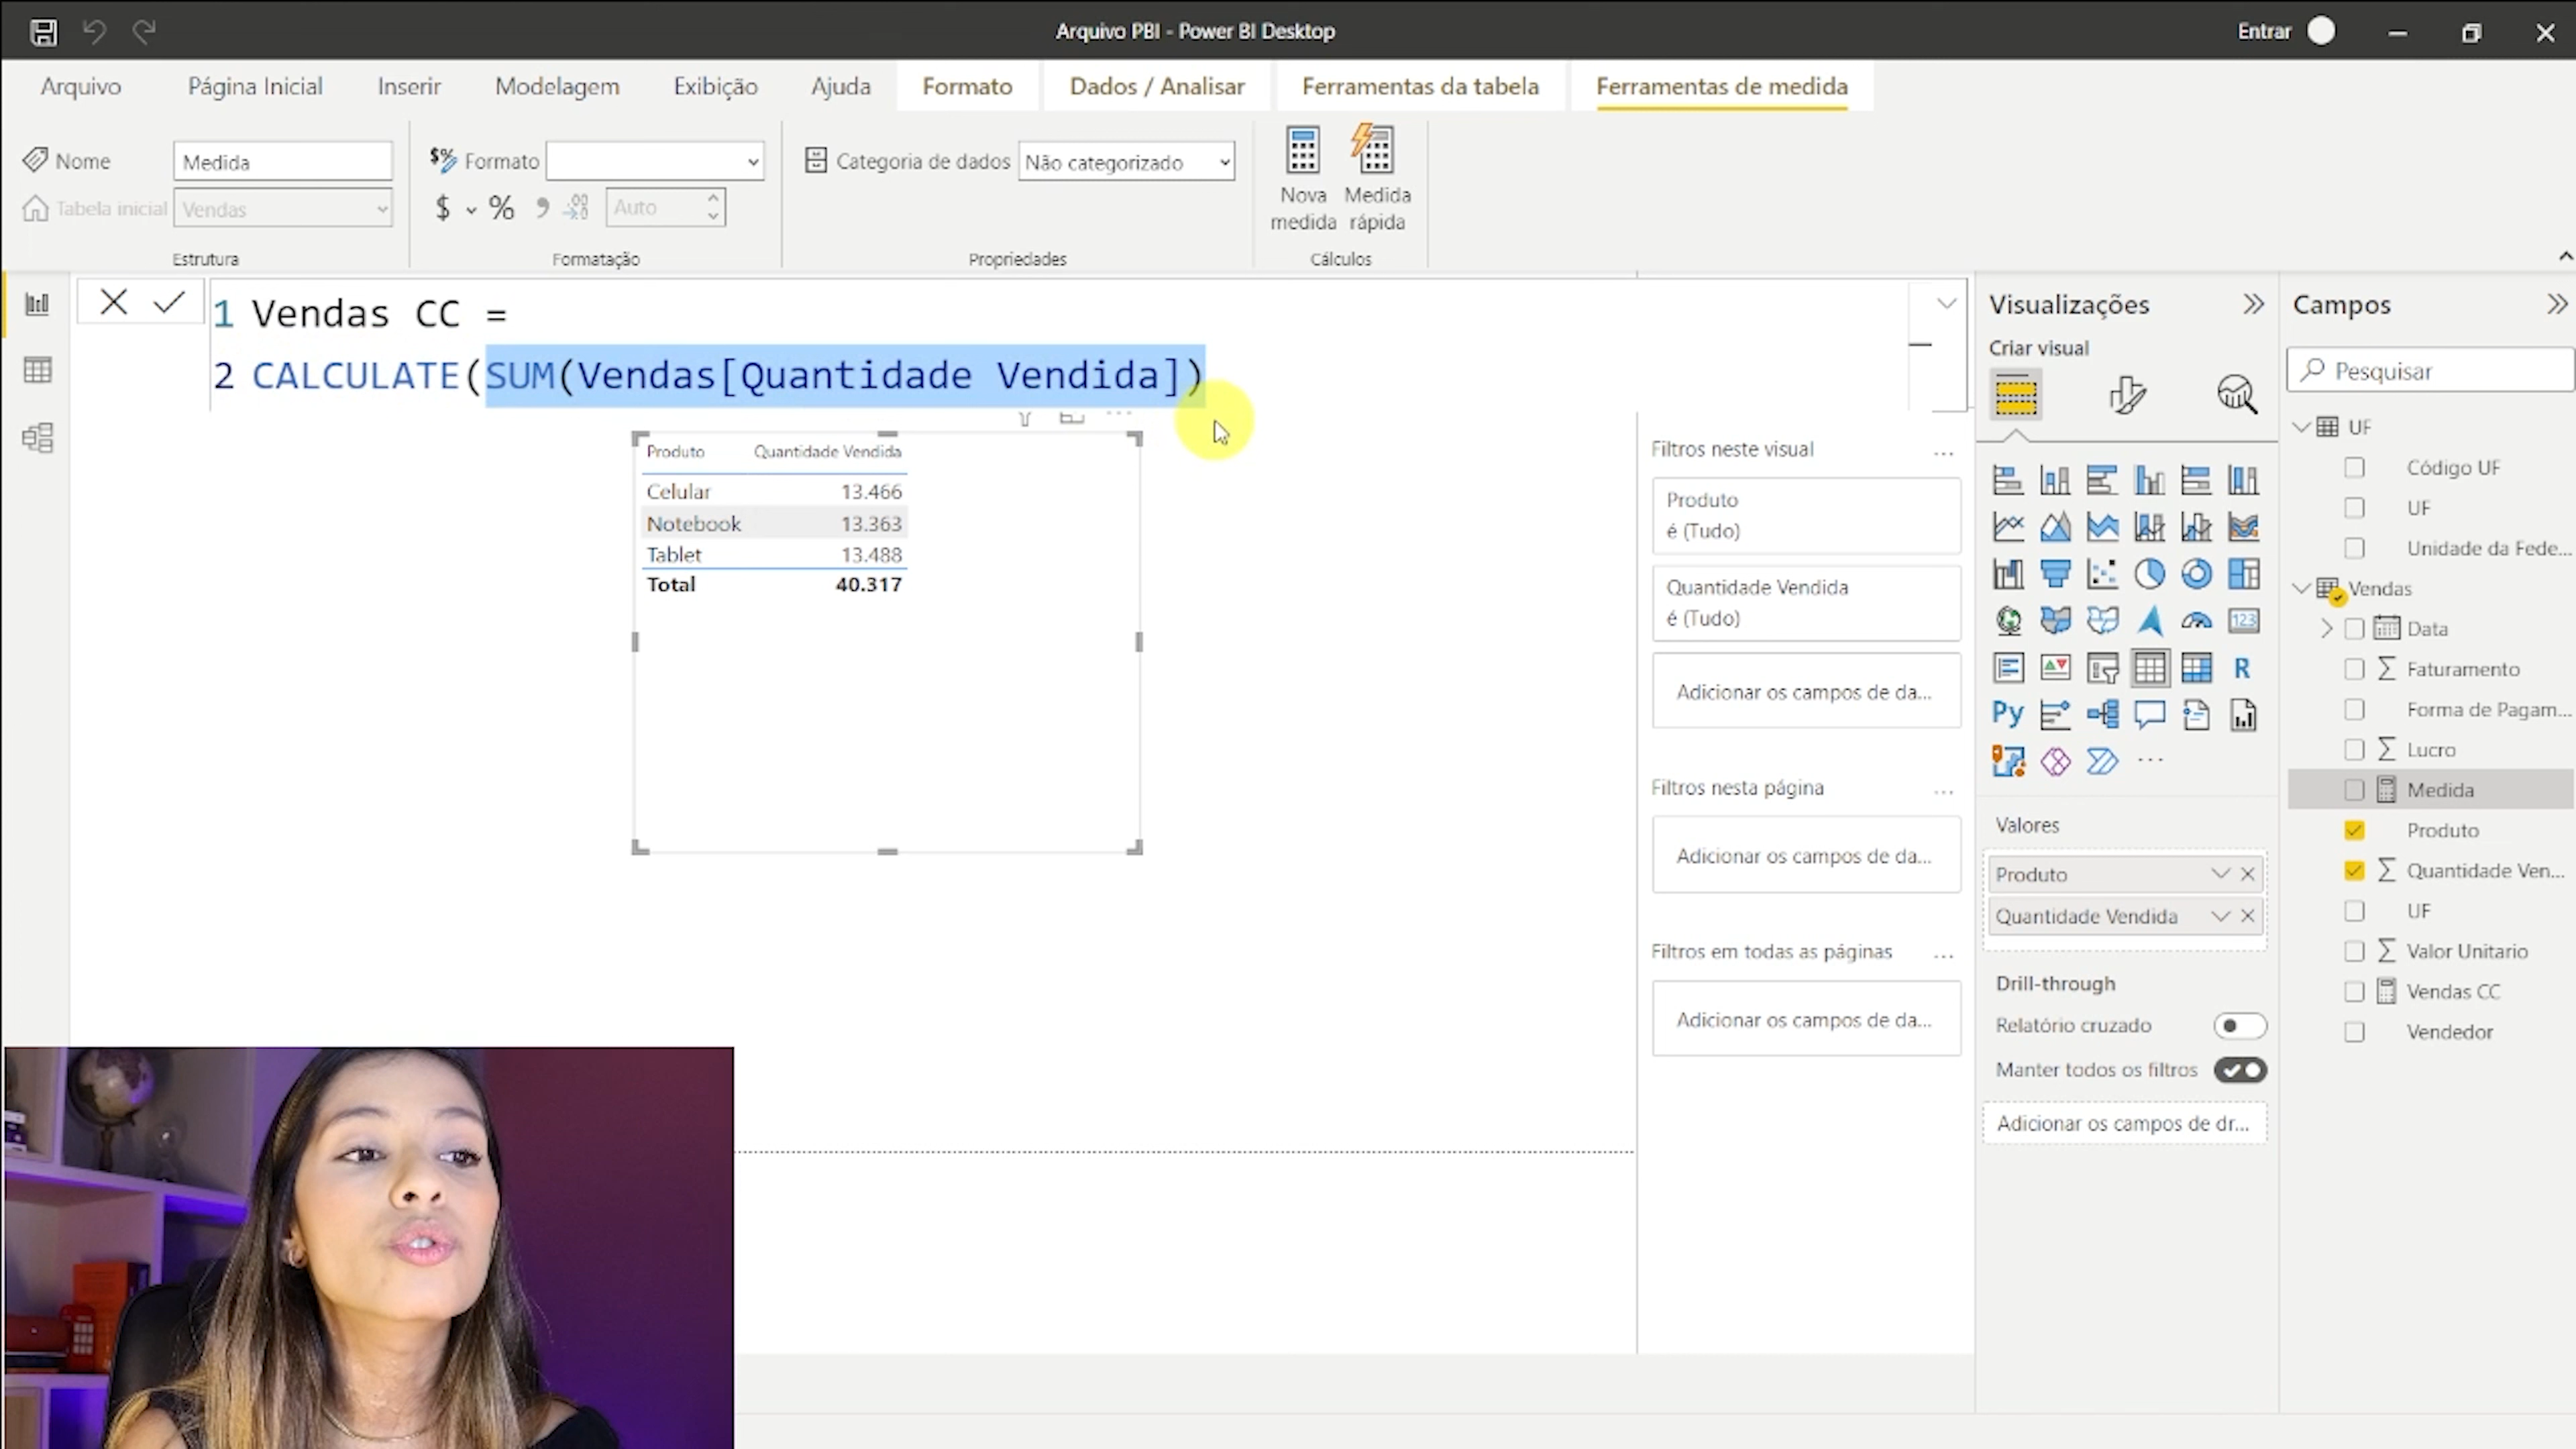 Arquivo PBI - Power BI Desktop
Entrar
Arquivo
Página Inicial
Inserir
Modelagem
Exibição
Ajuda
Formato
Dados / Analisar
Ferramentas da tabela
Ferramentas de medida
Nome
Medida
Tabela inicial
Vendas
Estrutura
$% Formato
$ % 9 .00
Auto
Formatação
Categoria de dados
Não categorizado
Propriedades
Nova medida
Medida rápida
Cálculos
1 Vendas CC =
2 CALCULATE(SUM(Vendas[Quantidade Vendida])
Produto Quantidade Vendida
Celular 13.466
Notebook 13.363
Tablet 13.488
Total 40.317
Filtros neste visual ...
Produto
é (Tudo)
Quantidade Vendida
é (Tudo)
Adicionar os campos de da...
Filtros nesta página ...
Adicionar os campos de da...
Filtros em todas as páginas ...
Adicionar os campos de da...
Visualizações
Criar visual
123
R
Py
...
Valores
Produto
Quantidade Vendida
Drill-through
Relatório cruzado
Manter todos os filtros
Adicionar os campos de dr...
Campos
Pesquisar
UF
Código UF
UF
Unidade da Fede...
Vendas
Data
Faturamento
Forma de Pagam...
Lucro
Medida
Produto
Quantidade Ven...
UF
Valor Unitario
Vendas CC
Vendedor